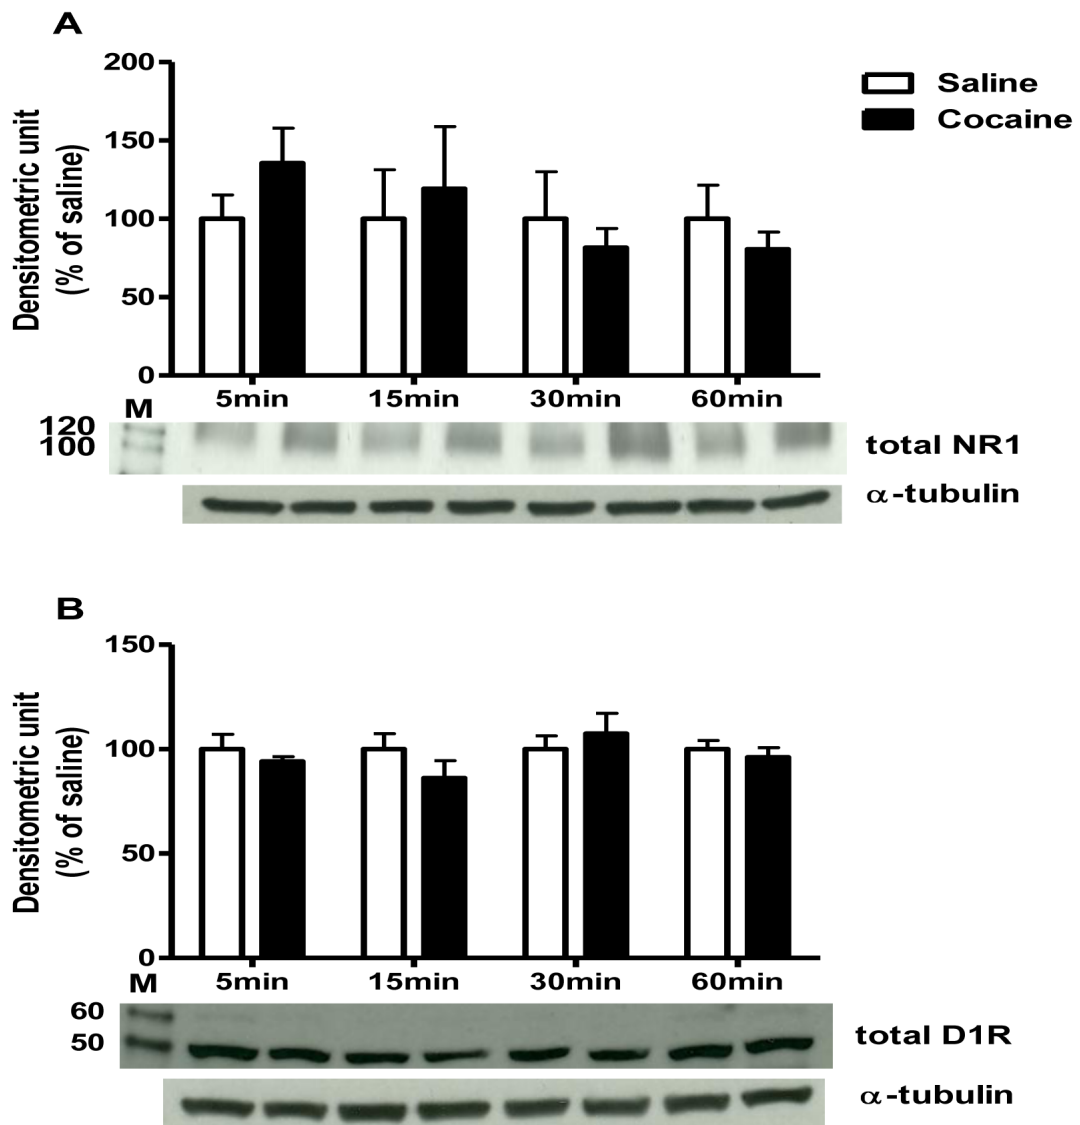 A
200
150
100
50
0
Densitometric unit
(% of saline)
Saline
Cocaine
5min 15min 30min 60min
M
120
100
total NR1
α-tubulin
B
150
100
50
0
Densitometric unit
(% of saline)
5min 15min 30min 60min
M
60
50
total D1R
α-tubulin